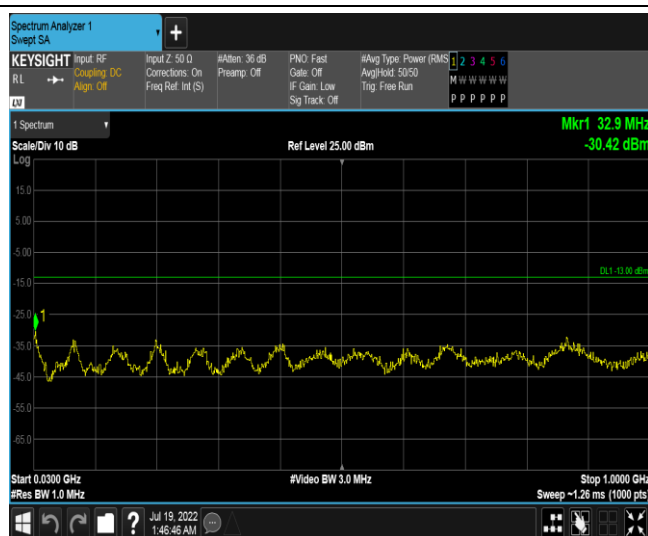 Spectrum Analyzer 1
Swept SA
+
KEYSIGHT Input: RF Input Z: 50 Ω #Atten: 36 dB PNO: Fast #Avg Type: Power (RMS 1 2 3 4 5 6
RL Coupling: DC Corrections: On Preamp: Off Gate: Off Avg|Hold: 50/50 M W W W W W
Align: Off Freq Ref: Int (S) IF Gain: Low Trig: Free Run
Sig Track: Off P P P P P P
LXI
1 Spectrum
Mkr1 32.9 MHz
Scale/Div 10 dB Ref Level 25.00 dBm -30.42 dBm
Log
15.0
5.00
-5.00
DL1 -13.00 dBm
-15.0
-25.0
1
-35.0
-45.0
-55.0
-65.0
Start 0.0300 GHz #Video BW 3.0 MHz Stop 1.0000 GHz
#Res BW 1.0 MHz Sweep ~1.26 ms (1000 pts)
? Jul 19, 2022
1:46:46 AM